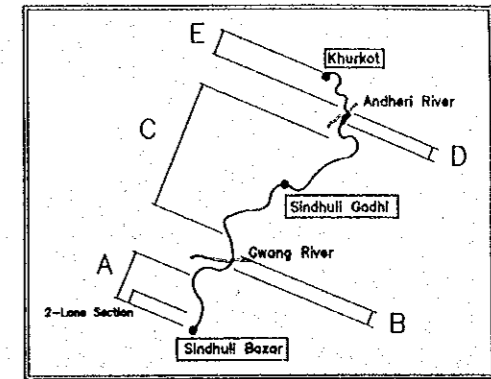 E
Khurkot
Andheri River
C
D
Sindhuli Gadhi
Gwang River
A
2-Lane Section
B
Sindhuli Bazar